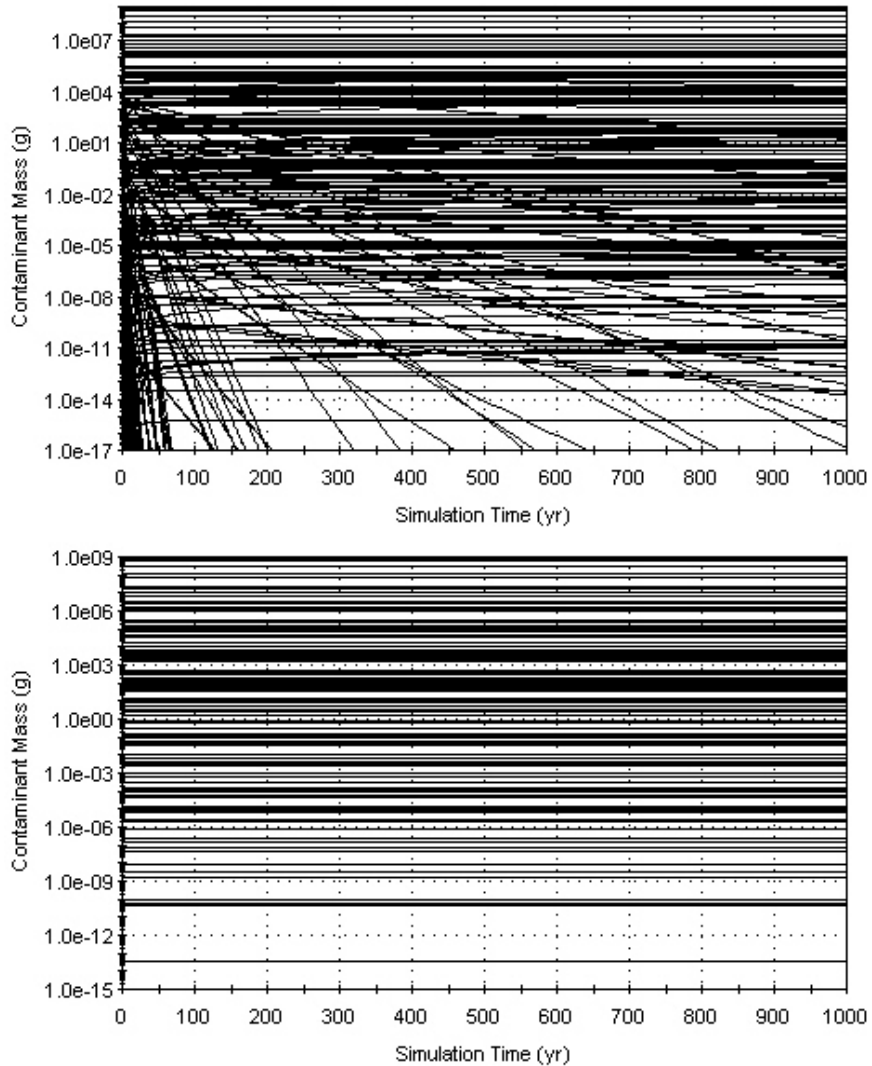 1.0e07
1.0e04
1.0e01
1.0e-02
1.0e-05
1.0e-08
1.0e-11
1.0e-14
1.0e-17
Contaminant Mass (g)
0 100 200 300 400 500 600 700 800 900 1000
Simulation Time (yr)
1.0e09
1.0e06
1.0e03
1.0e00
1.0e-03
1.0e-06
1.0e-09
1.0e-12
1.0e-15
Contaminant Mass (g)
0 100 200 300 400 500 600 700 800 900 1000
Simulation Time (yr)